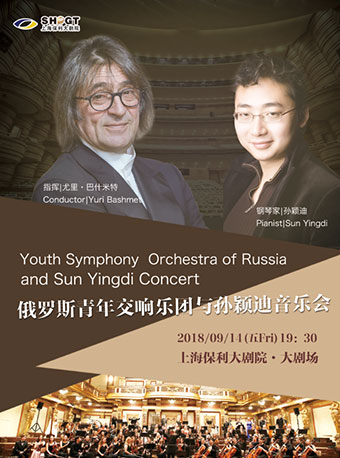 SHPGT
上海保利大剧院
指挥|尤里·巴什米特
Conductor|Yuri Bashmet
钢琴家|孙颖迪
Pianist|Sun Yingdi
Youth Symphony Orchestra of Russia
and Sun Yingdi Concert
俄罗斯青年交响乐团与孙颖迪音乐会
2018/09/14(五Fri)19:30
上海保利大剧院·大剧场